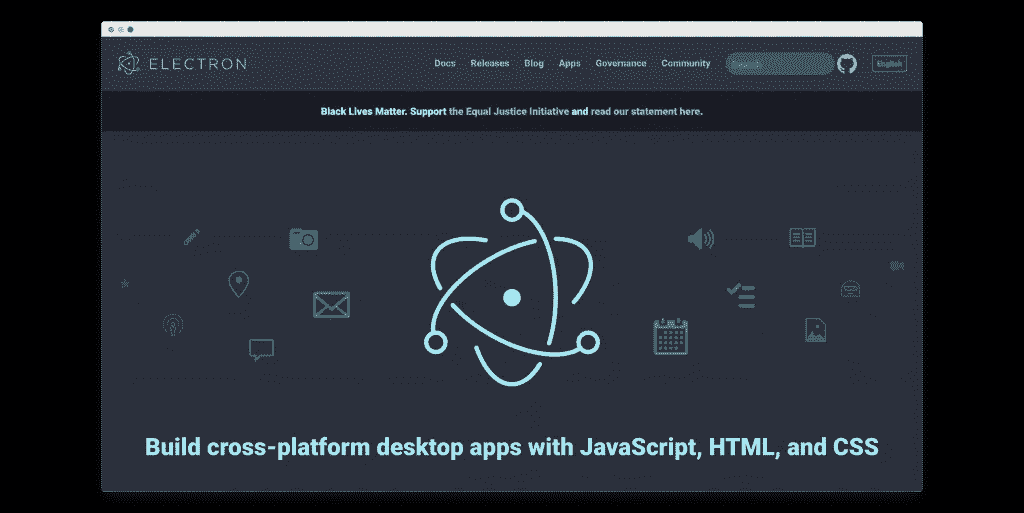 ELECTRON
Docs Releases Blog Apps Governance Community Search English
Black Lives Matter. Support the Equal Justice Initiative and read our statement here.
Build cross-platform desktop apps with JavaScript, HTML, and CSS